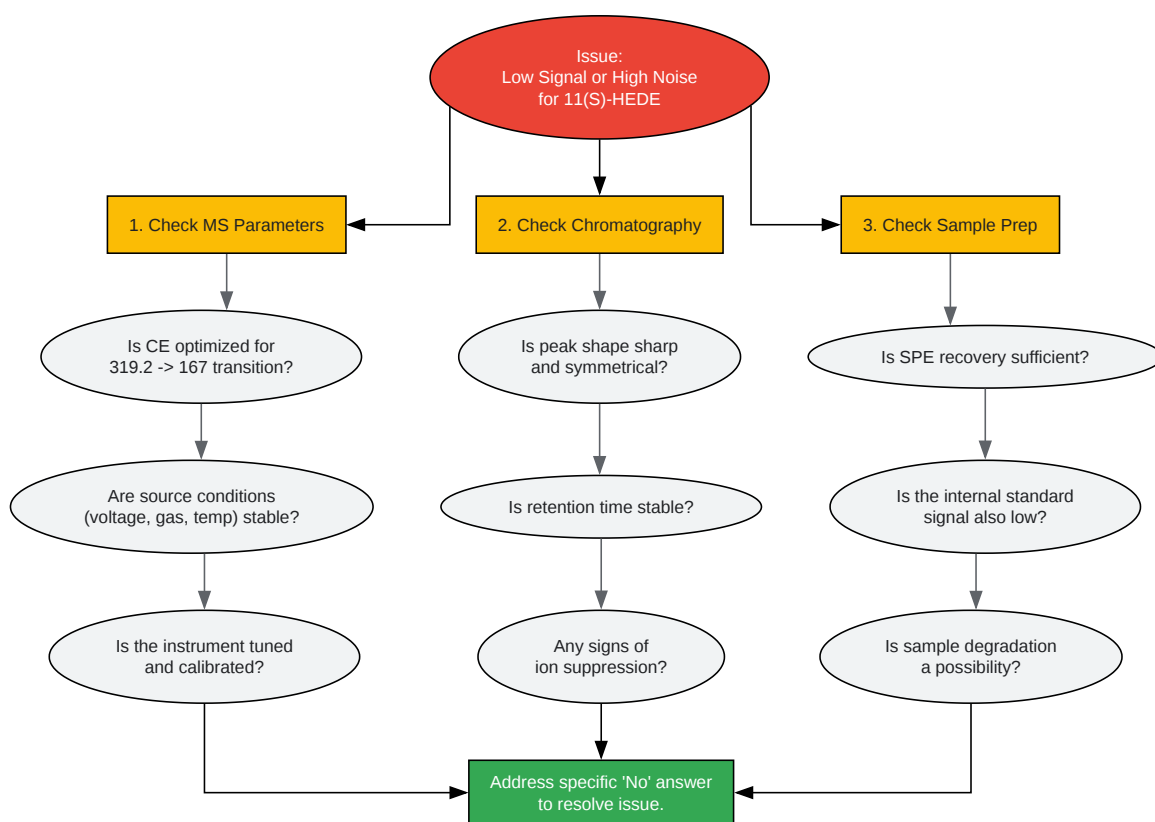 Issue:
Low Signal or High Noise
for 11(S)-HEDE
1. Check MS Parameters
2. Check Chromatography
3. Check Sample Prep
Is CE optimized for
319.2 -> 167 transition?
Is peak shape sharp
and symmetrical?
Is SPE recovery sufficient?
Are source conditions
(voltage, gas, temp) stable?
Is retention time stable?
Is the internal standard
signal also low?
Is the instrument tuned
and calibrated?
Any signs of
ion suppression?
Is sample degradation
a possibility?
Address specific 'No' answer
to resolve issue.